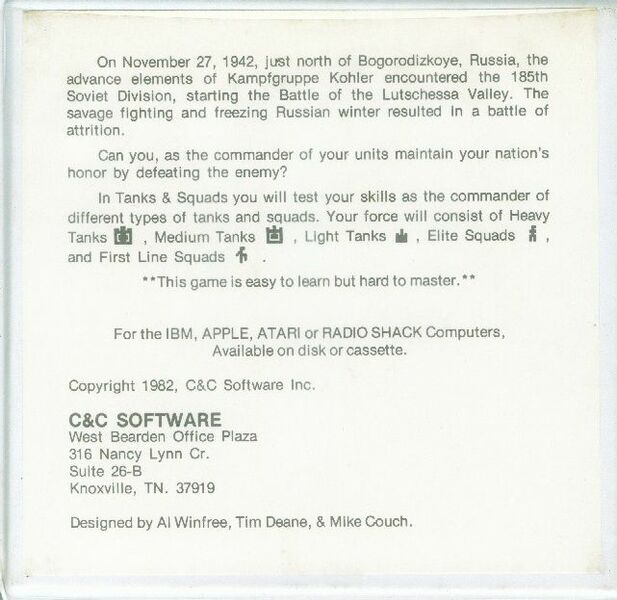 On November 27, 1942, just north of Bogorodizkoye, Russia, the
advance elements of Kampfgruppe Kohler encountered the 185th
Soviet Division, starting the Battle of the Lutschessa Valley. The
savage fighting and freezing Russian winter resulted in a battle of
attrition.
Can you, as the commander of your units maintain your nation's
honor by defeating the enemy?
In Tanks & Squads you will test your skills as the commander of
different types of tanks and squads. Your force will consist of Heavy
Tanks , Medium Tanks , Light Tanks , Elite Squads ,
and First Line Squads .
**This game is easy to learn but hard to master.**
For the IBM, APPLE, ATARI or RADIO SHACK Computers,
Available on disk or cassette.
Copyright 1982, C&C Software Inc.
C&C SOFTWARE
West Bearden Office Plaza
316 Nancy Lynn Cr.
Suite 26-B
Knoxville, TN. 37919
Designed by Al Winfree, Tim Deane, & Mike Couch.